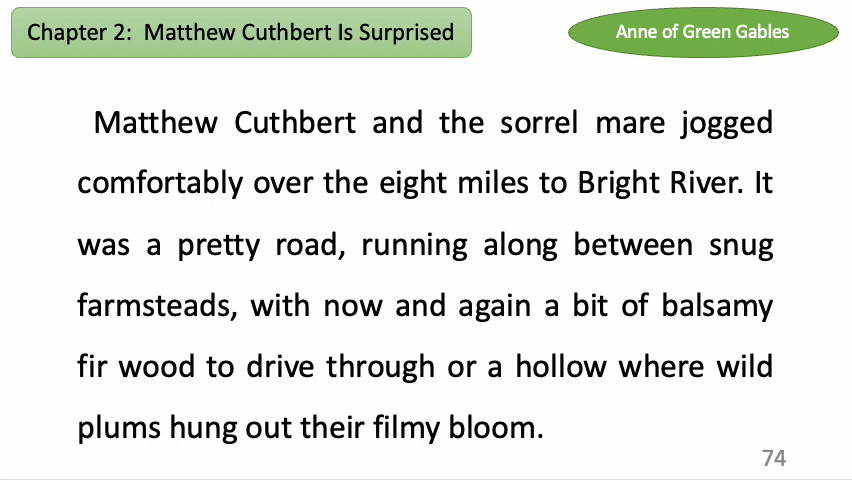 Chapter 2: Matthew Cuthbert Is Surprised
Anne of Green Gables
Matthew Cuthbert and the sorrel mare jogged
comfortably over the eight miles to Bright River. It
was a pretty road, running along between snug
farmsteads, with now and again a bit of balsamy
fir wood to drive through or a hollow where wild
plums hung out their filmy bloom.
74